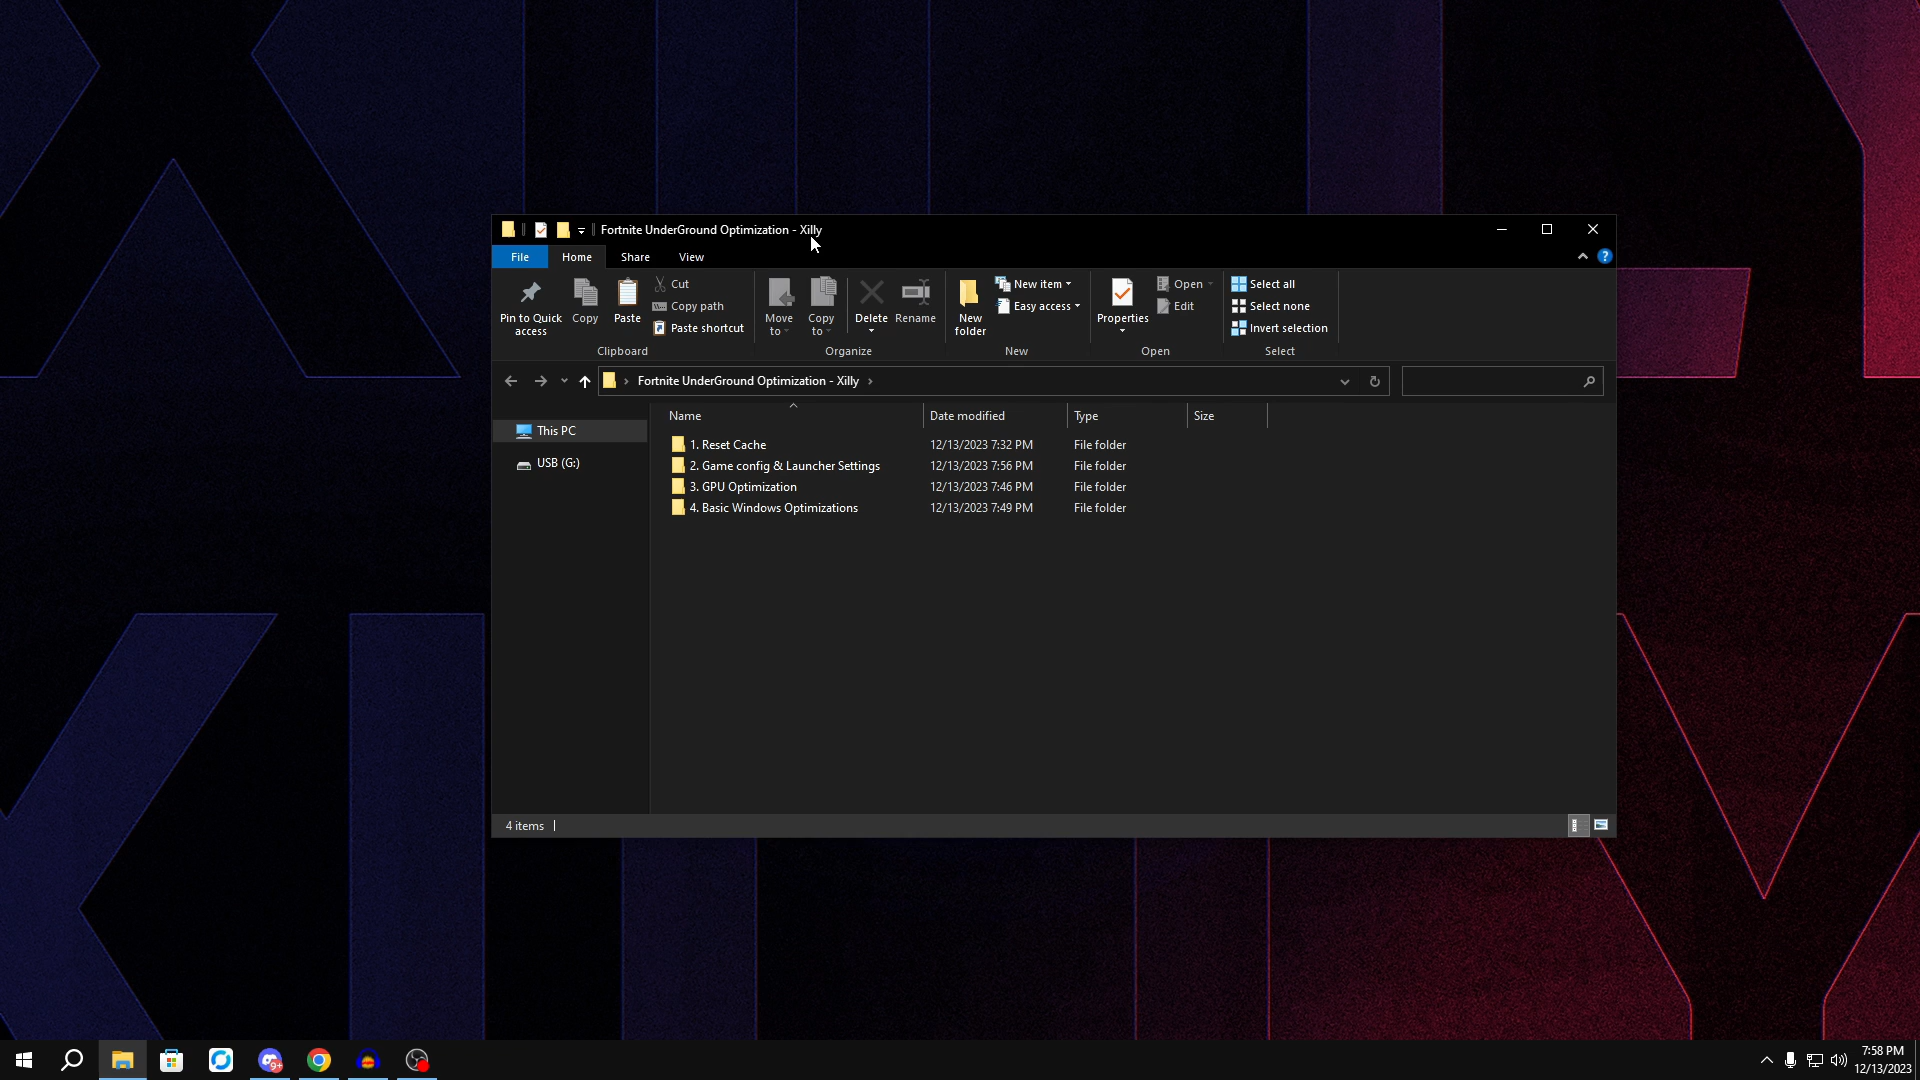 Fortnite UnderGround Optimization - Xilly
File Home Share View
Pin to Quick access
Copy
Paste
Cut
Copy path
Paste shortcut
Clipboard
Move to
Copy to
Delete
Rename
Organize
New folder
New item
Easy access
New
Properties
Open
Edit
Open
Select all
Select none
Invert selection
Select
Fortnite UnderGround Optimization - Xilly
This PC
USB (G:)
Name Date modified Type Size
1. Reset Cache 12/13/2023 7:32 PM File folder
2. Game config & Launcher Settings 12/13/2023 7:56 PM File folder
3. GPU Optimization 12/13/2023 7:46 PM File folder
4. Basic Windows Optimizations 12/13/2023 7:49 PM File folder
4 items
9+
7:58 PM
12/13/2023